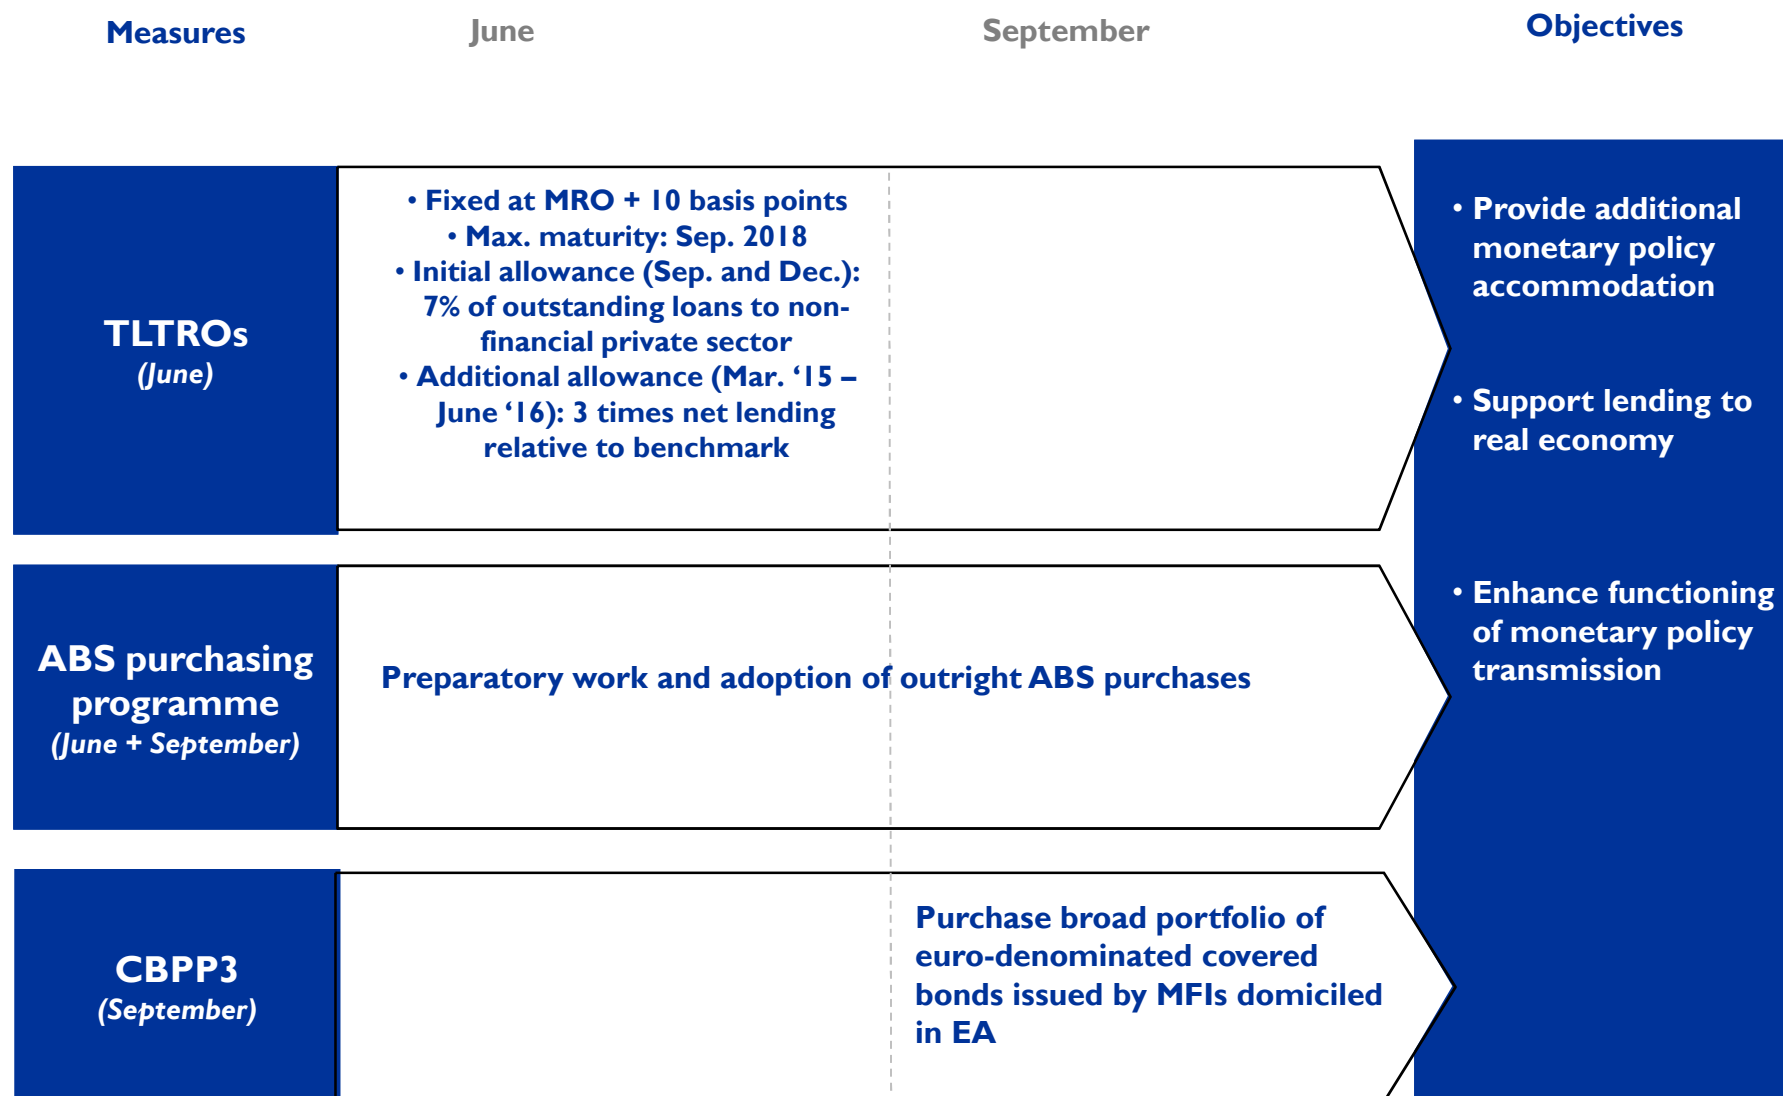 Measures
June
September
Objectives
TLTROs
(June)
• Fixed at MRO + 10 basis points
• Max. maturity: Sep. 2018
• Initial allowance (Sep. and Dec.):
7% of outstanding loans to non-
financial private sector
• Additional allowance (Mar. ‘15 –
June ‘16): 3 times net lending
relative to benchmark
ABS purchasing
programme
(June + September)
Preparatory work and adoption of outright ABS purchases
CBPP3
(September)
Purchase broad portfolio of
euro-denominated covered
bonds issued by MFIs domiciled
in EA
• Provide additional
monetary policy
accommodation
• Support lending to
real economy
• Enhance functioning
of monetary policy
transmission